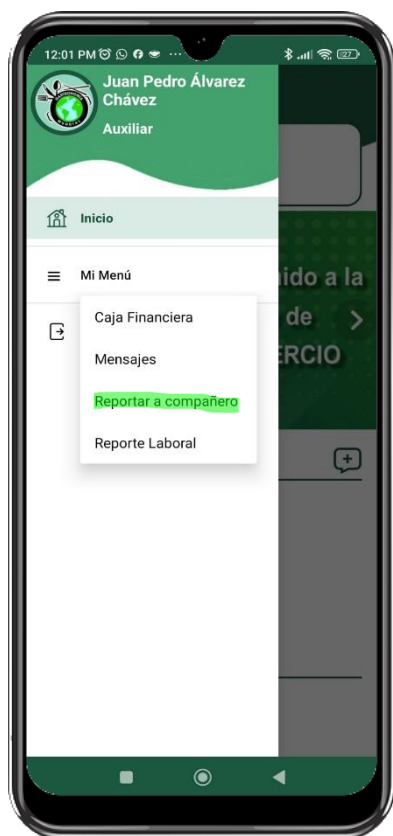 12:01 PM
27
Juan Pedro Álvarez
Chávez
Auxiliar
Inicio
Mi Menú
Caja Financiera
Mensajes
Reportar a compañero
Reporte Laboral
ido a la
de
ERCIO